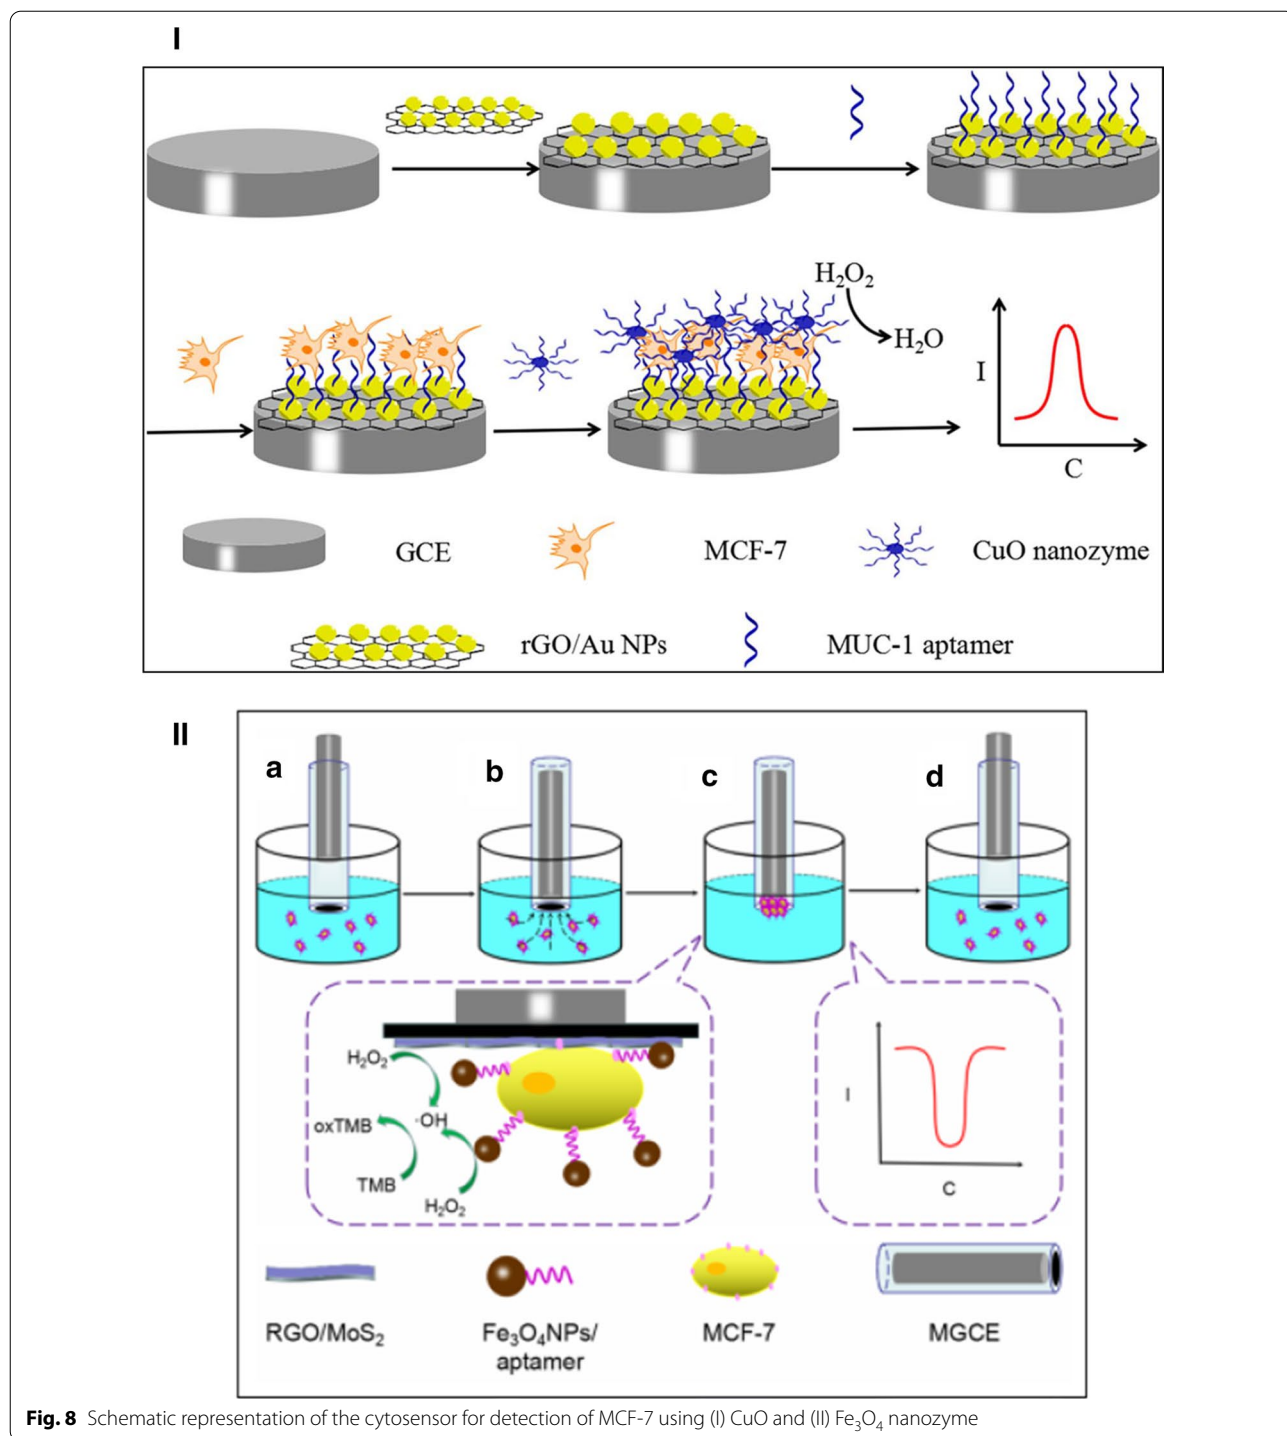 I
H₂O₂
H₂O
I
C
GCE
MCF-7
CuO nanozyme
rGO/Au NPs
MUC-1 aptamer
II
a
b
c
d
H₂O₂
·OH
oxTMB
TMB
H₂O₂
I
C
RGO/MoS₂
Fe₃O₄NPs/
aptamer
MCF-7
MGCE
Fig. 8 Schematic representation of the cytosensor for detection of MCF-7 using (I) CuO and (II) Fe₃O₄ nanozyme